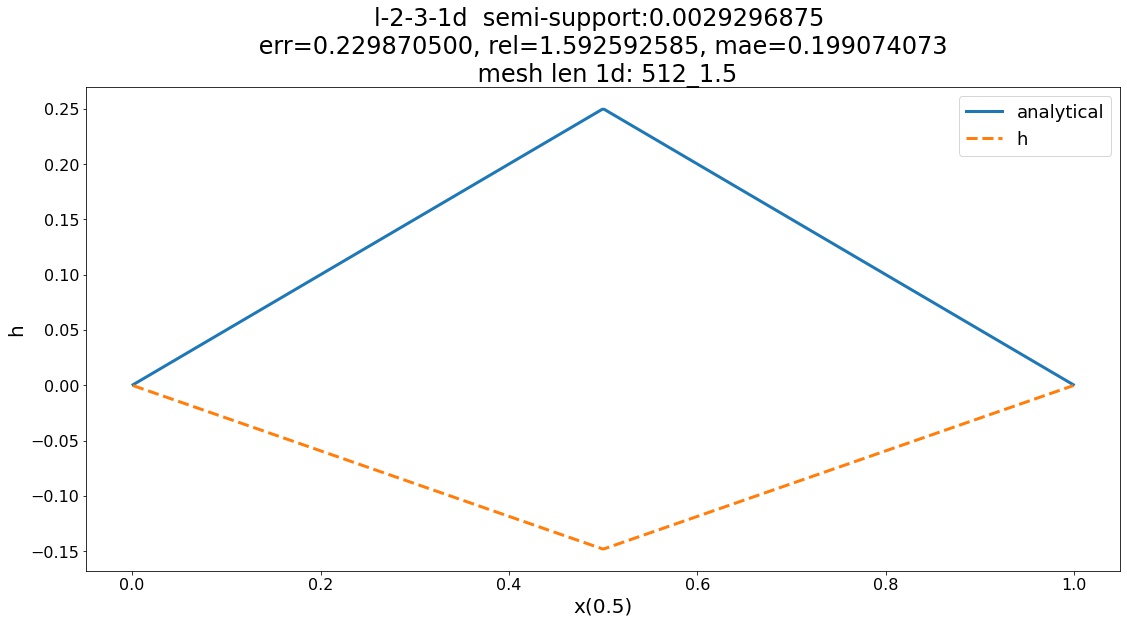 l-2-3-1d  semi-support:0.0029296875
err=0.229870500, rel=1.592592585, mae=0.199074073
mesh len 1d: 512_1.5
analytical
h
h
0.25
0.20
0.15
0.10
0.05
0.00
−0.05
−0.10
−0.15
0.0
0.2
0.4
0.6
0.8
1.0
x(0.5)